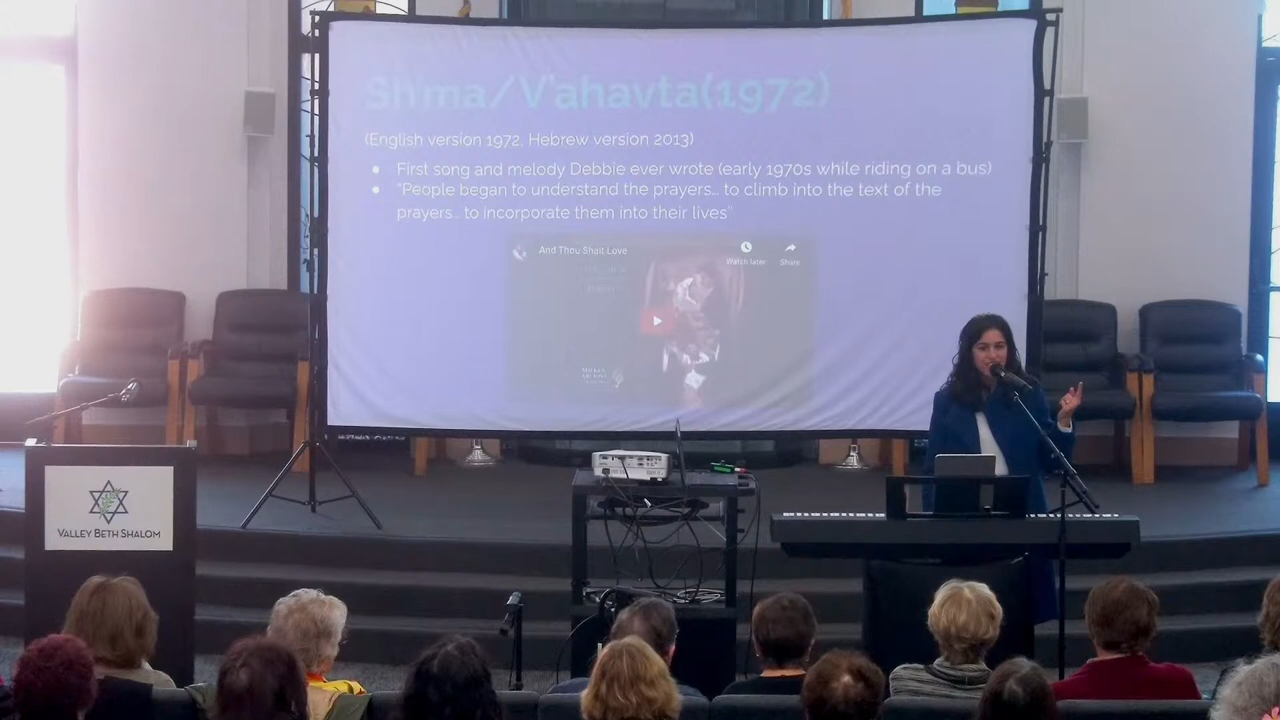 Sh'ma/V'ahavta(1972)
(English version 1972, Hebrew version 2013)
• First song and melody Debbie ever wrote (early 1970s while riding on a bus)
• "People began to understand the prayers... to climb into the text of the
prayers... to incorporate them into their lives"
And Thou Shalt Love
Watch later
Share
VALLEY BETH SHALOM